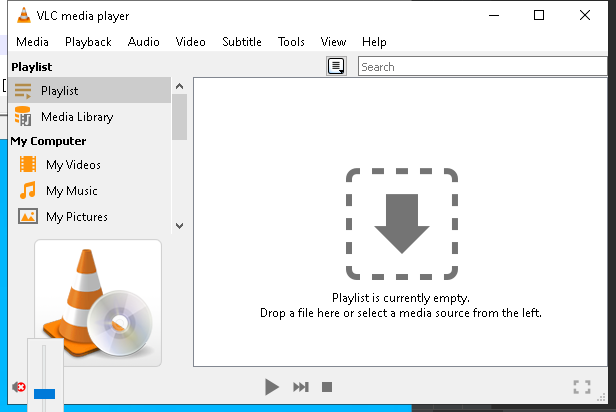 VLC media player
Media Playback Audio Video Subtitle Tools View Help
Playlist
Search
Playlist
Media Library
My Computer
My Videos
My Music
My Pictures
Playlist is currently empty.
Drop a file here or select a media source from the left.